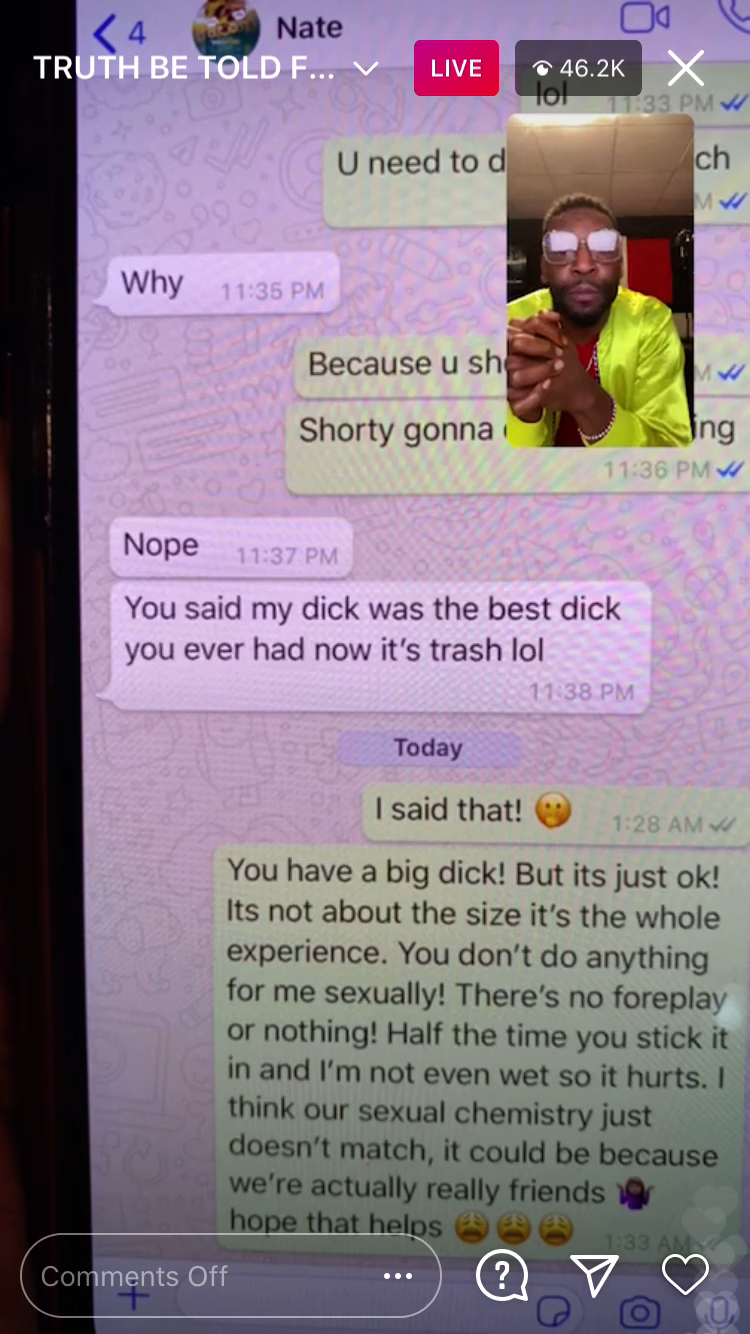 4
Nate
TRUTH BE TOLD F...
LIVE
46.2K
lol
11:33 PM
U need to d
ch
M
Why
11:35 PM
Because u sh
M
Shorty gonna
ing
11:36 PM
Nope
11:37 PM
You said my dick was the best dick
you ever had now it's trash lol
11:38 PM
Today
I said that! 🤭
1:28 AM
You have a big dick! But its just ok!
Its not about the size it's the whole
experience. You don't do anything
for me sexually! There's no foreplay
or nothing! Half the time you stick it
in and I'm not even wet so it hurts. I
think our sexual chemistry just
doesn't match, it could be because
we're actually really friends 🤷🏾‍♀️
hope that helps 😩😩😩
1:33 AM
Comments Off